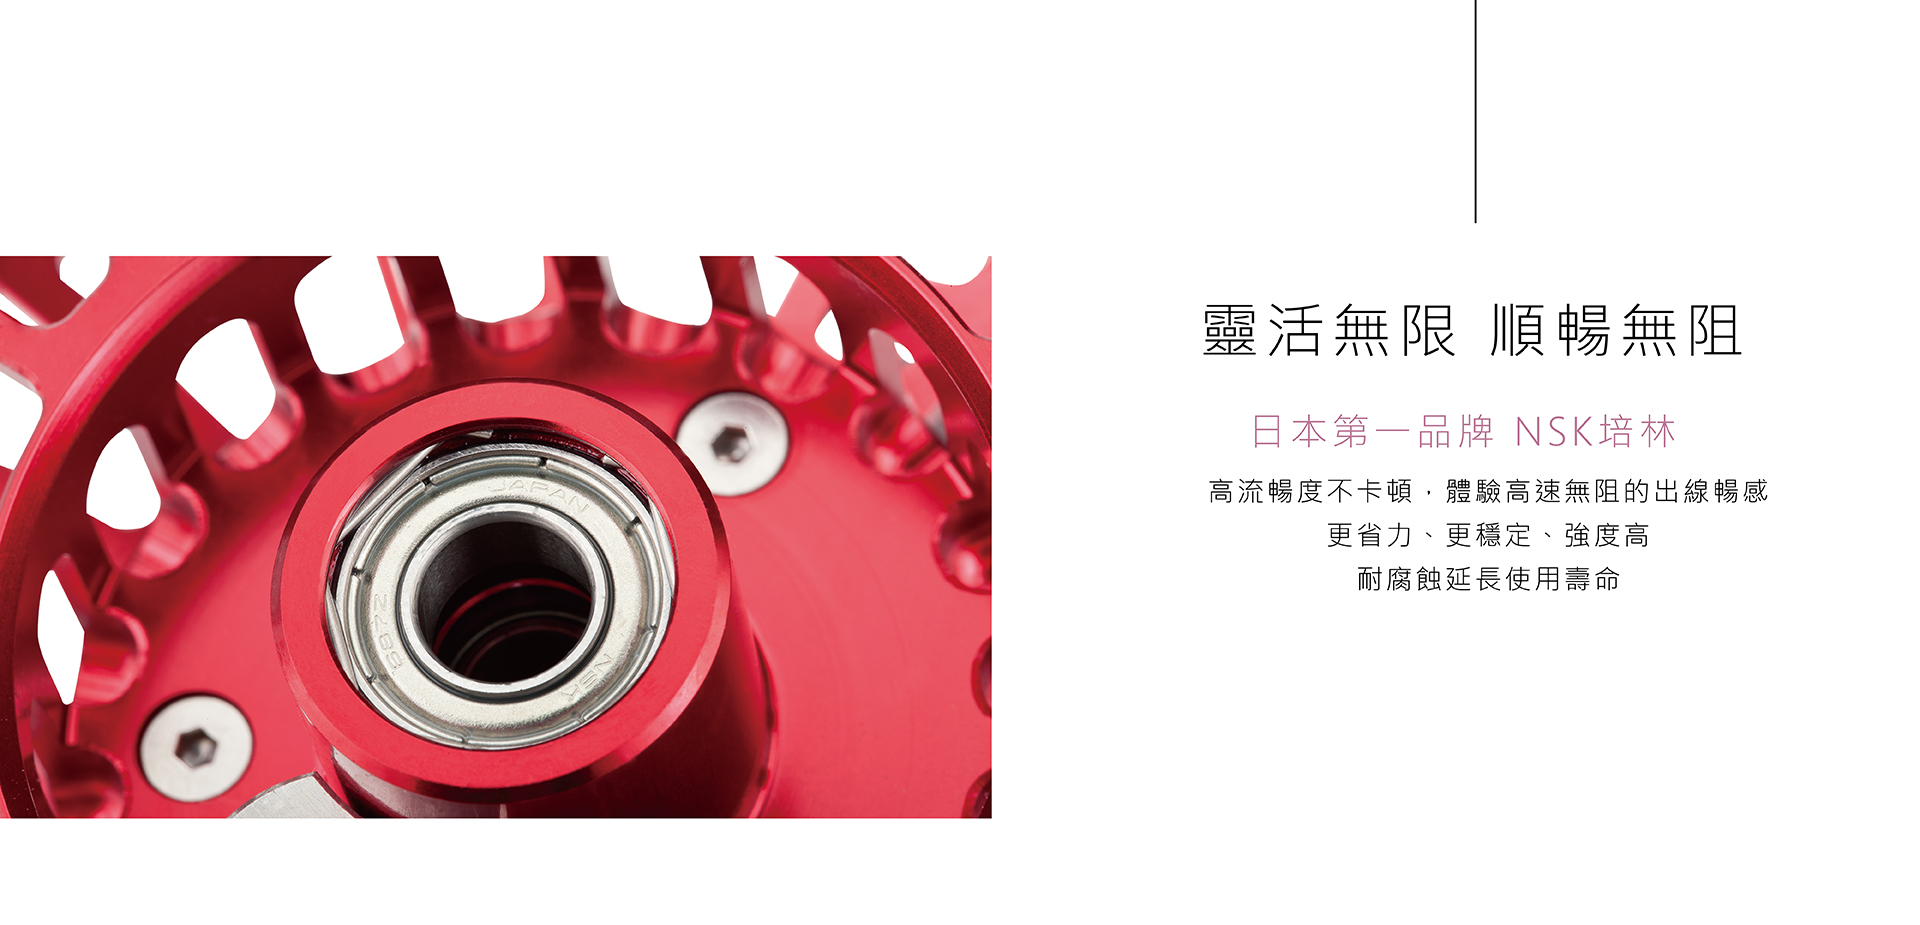 JAPAN
NSK
靈活無限 順暢無阻
日本第一品牌 NSK培林
高流暢度不卡頓，體驗高速無阻的出線暢感
更省力、更穩定、強度高
耐腐蝕延長使用壽命